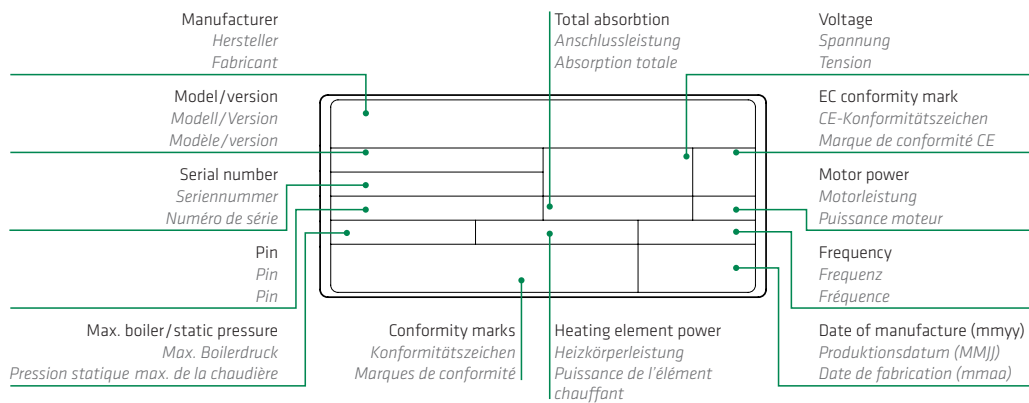 Manufacturer
Hersteller
Fabricant
Total absorbtion
Anschlussleistung
Absorption totale
Voltage
Spannung
Tension
Model/version
Modell/Version
Modèle/version
EC conformity mark
CE-Konformitätszeichen
Marque de conformité CE
Serial number
Seriennummer
Numéro de série
Motor power
Motorleistung
Puissance moteur
Pin
Pin
Pin
Frequency
Frequenz
Fréquence
Max. boiler/static pressure
Max. Boilerdruck
Pression statique max. de la chaudière
Conformity marks
Konformitätszeichen
Marques de conformité
Heating element power
Heizkörperleistung
Puissance de l'élément
chauffant
Date of manufacture (mmyy)
Produktionsdatum (MMJJ)
Date de fabrication (mmaa)